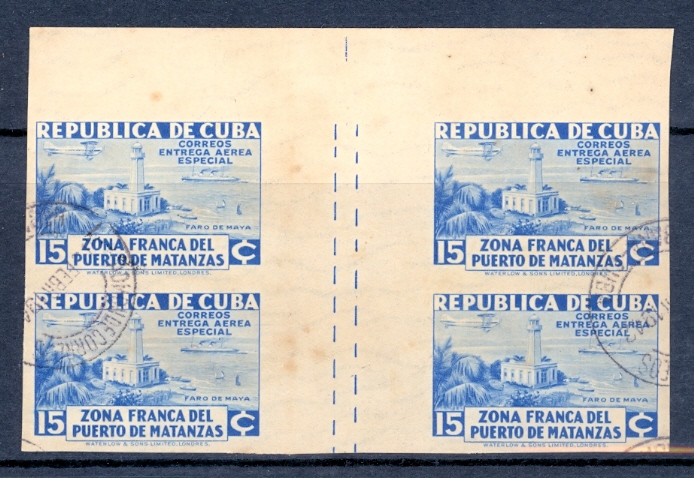 REPUBLICA DE CUBA
CORREOS
ENTREGA AEREA
ESPECIAL
FARO DE MAYA
15 ZONA FRANCA DEL ¢
PUERTO DE MATANZAS
WATERLOW & SONS LIMITED, LONDRES.
REPUBLICA DE CUBA
CORREOS
ENTREGA AEREA
ESPECIAL
FARO DE MAYA
15 ZONA FRANCA DEL ¢
PUERTO DE MATANZAS
WATERLOW & SONS LIMITED, LONDRES.
REPUBLICA DE CUBA
CORREOS
ENTREGA AEREA
ESPECIAL
FARO DE MAYA
15 ZONA FRANCA DEL ¢
PUERTO DE MATANZAS
WATERLOW & SONS LIMITED, LONDRES.
REPUBLICA DE CUBA
CORREOS
ENTREGA AEREA
ESPECIAL
FARO DE MAYA
15 ZONA FRANCA DEL ¢
PUERTO DE MATANZAS
WATERLOW & SONS LIMITED, LONDRES.